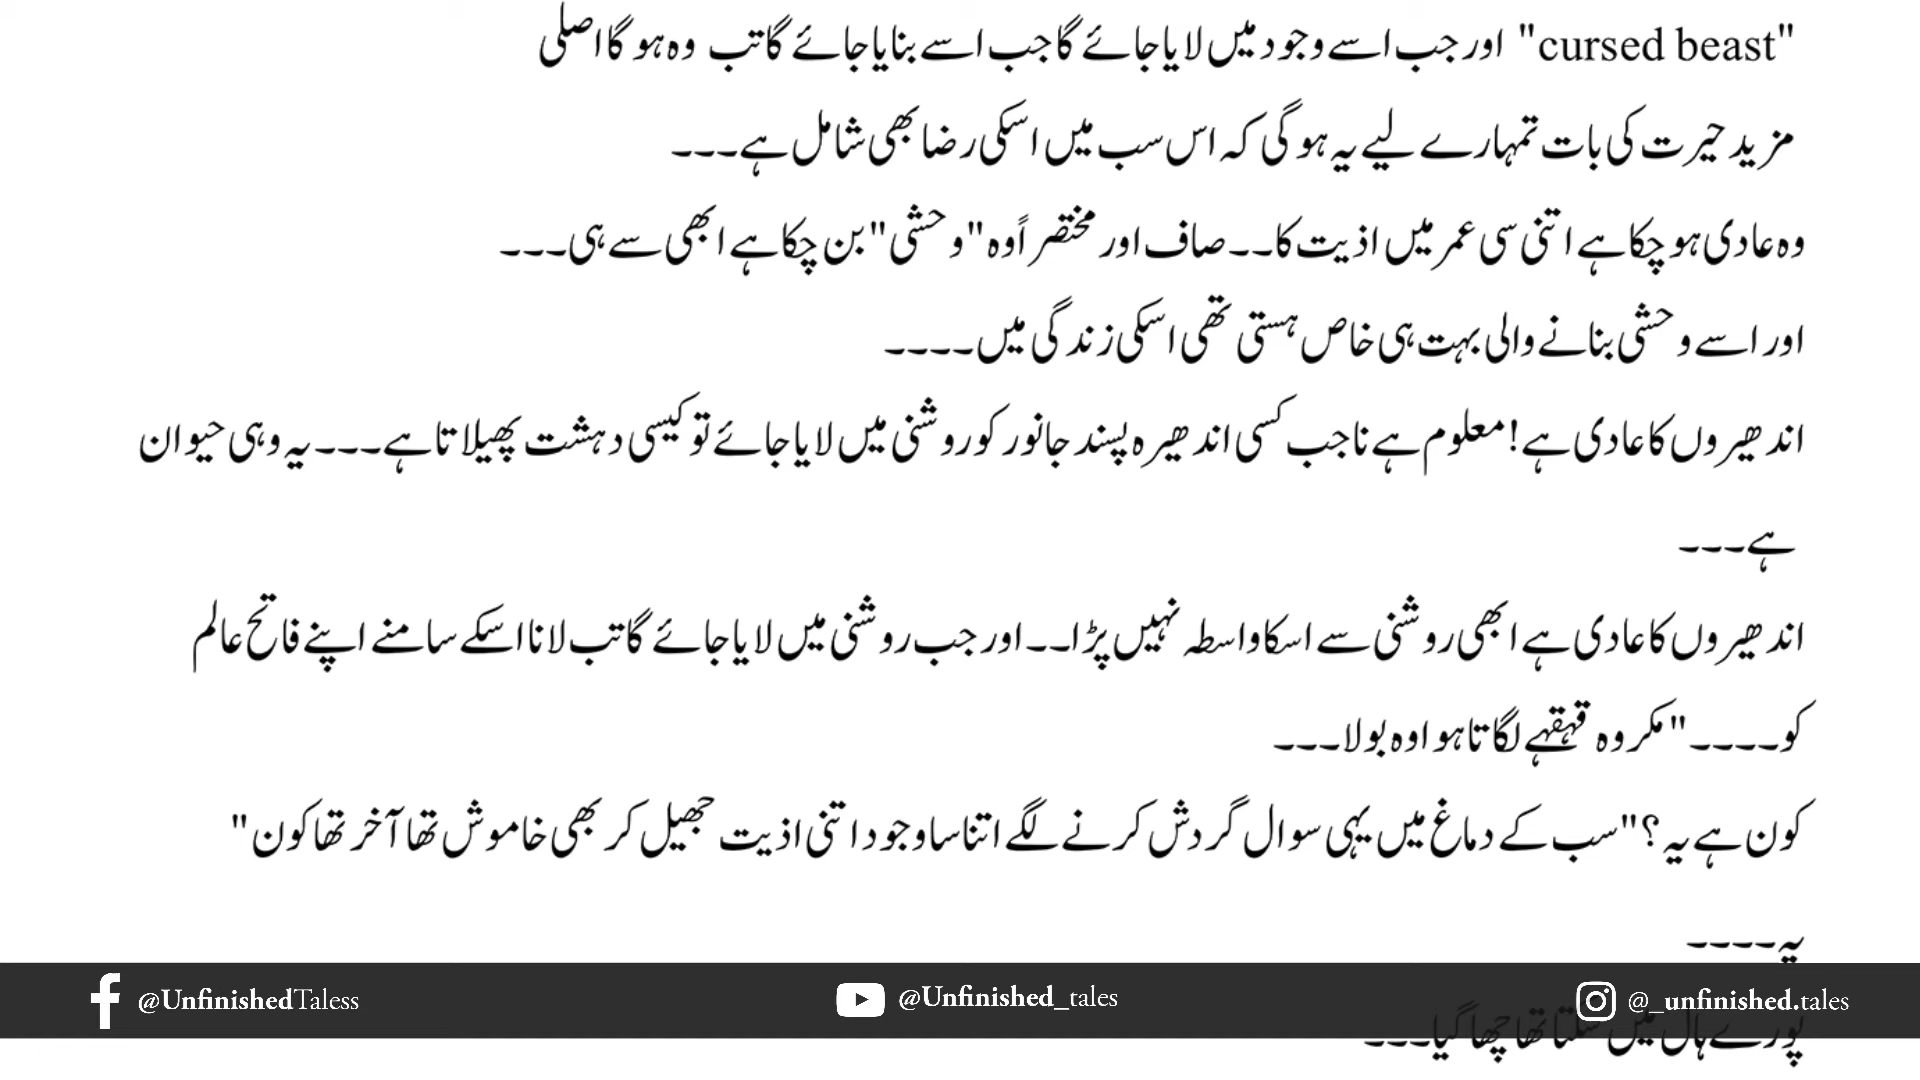 "cursed beast" اور جب اسے وجود میں لایا جائے گا جب اسے بنایا جائے گا تب وہ ہو گا اصلی
مزید حیرت کی بات تمہارے لیے یہ ہو گی کہ اس سب میں اسکی رضا بھی شامل ہے۔۔۔
وہ عادی ہو چکا ہے اتنی سی عمر میں اذیت کا۔۔ صاف اور مختصر اًوہ "وحشی" بن چکا ہے ابھی سے ہی۔۔۔
اور اسے وحشی بنانے والی بہت ہی خاص ہستی تھی اسکی زندگی میں۔۔۔۔
اندھیروں کا عادی ہے! معلوم ہے نا جب کسی اندھیرہ پسند جانور کو روشنی میں لایا جائے تو کیسی دہشت پھیلاتا ہے۔۔۔ یہ وہی حیوان
ہے۔۔۔
اندھیروں کا عادی ہے ابھی روشنی سے اسکا واسطہ نہیں پڑا۔۔ اور جب روشنی میں لایا جائے گا تب لانا اسکے سامنے اپنے فاتح عالم
کو۔۔۔۔" مکروہ قہقہے لگاتا ہوا وہ بولا۔۔۔
کون ہے یہ؟" سب کے دماغ میں یہی سوال گردش کرنے لگے اتنا سا وجود اتنی اذیت جھیل کر بھی خاموش تھا آخر تھا کون"
یہ۔۔۔۔
@UnfinishedTaless
@Unfinished_tales
@_unfinished.tales
پورے ہال میں سکتا تھا چھا گیا۔۔۔۔